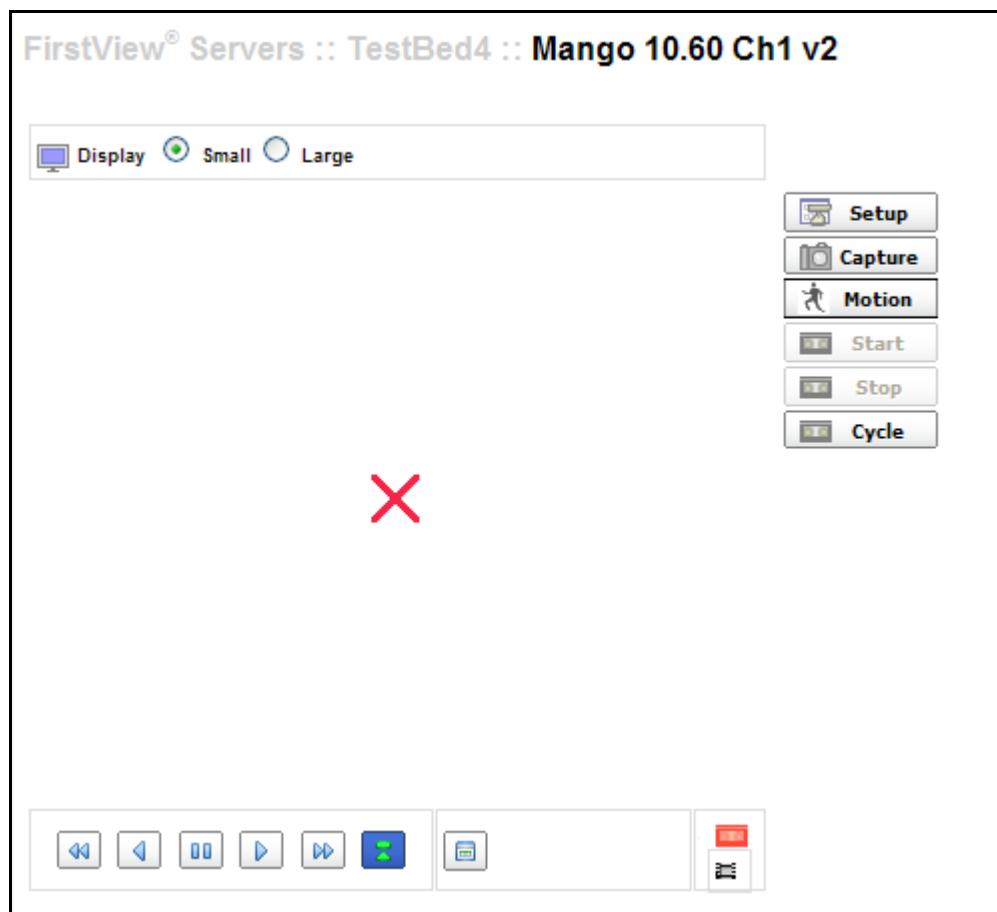 FirstView® Servers :: TestBed4 :: Mango 10.60 Ch1 v2
Display Small Large
Setup
Capture
Motion
Start
Stop
Cycle